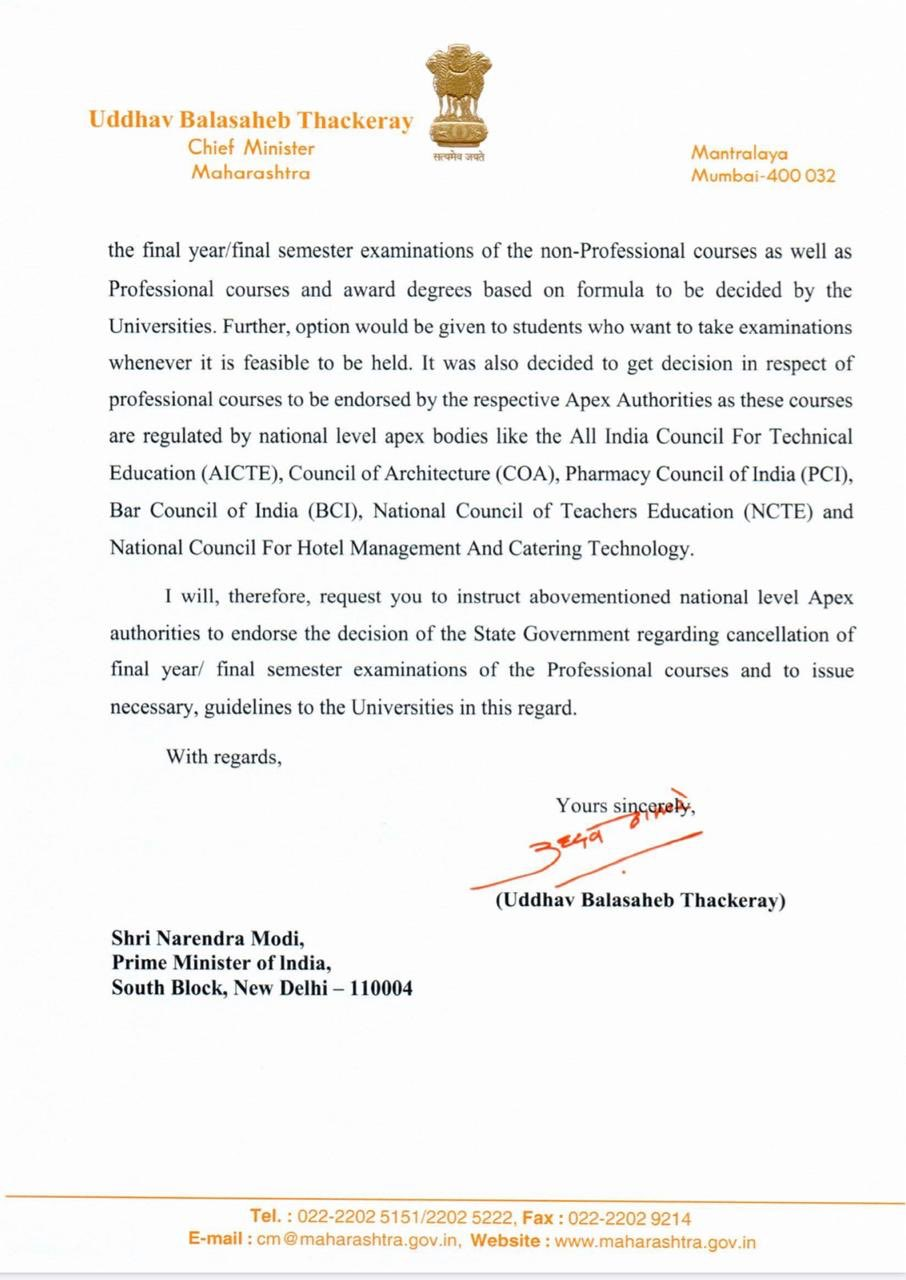 Uddhav Balasaheb Thackeray
Chief Minister
Maharashtra
सत्यमेव जयते
Mantralaya
Mumbai-400 032
the final year/final semester examinations of the non-Professional courses as well as
Professional courses and award degrees based on formula to be decided by the
Universities. Further, option would be given to students who want to take examinations
whenever it is feasible to be held. It was also decided to get decision in respect of
professional courses to be endorsed by the respective Apex Authorities as these courses
are regulated by national level apex bodies like the All India Council For Technical
Education (AICTE), Council of Architecture (COA), Pharmacy Council of India (PCI),
Bar Council of India (BCI), National Council of Teachers Education (NCTE) and
National Council For Hotel Management And Catering Technology.
I will, therefore, request you to instruct abovementioned national level Apex
authorities to endorse the decision of the State Government regarding cancellation of
final year/ final semester examinations of the Professional courses and to issue
necessary, guidelines to the Universities in this regard.
With regards,
Yours sincerely,
उद्धव ठाकरे
(Uddhav Balasaheb Thackeray)
Shri Narendra Modi,
Prime Minister of India,
South Block, New Delhi – 110004
Tel. : 022-2202 5151/2202 5222, Fax : 022-2202 9214
E-mail : cm@maharashtra.gov.in, Website : www.maharashtra.gov.in